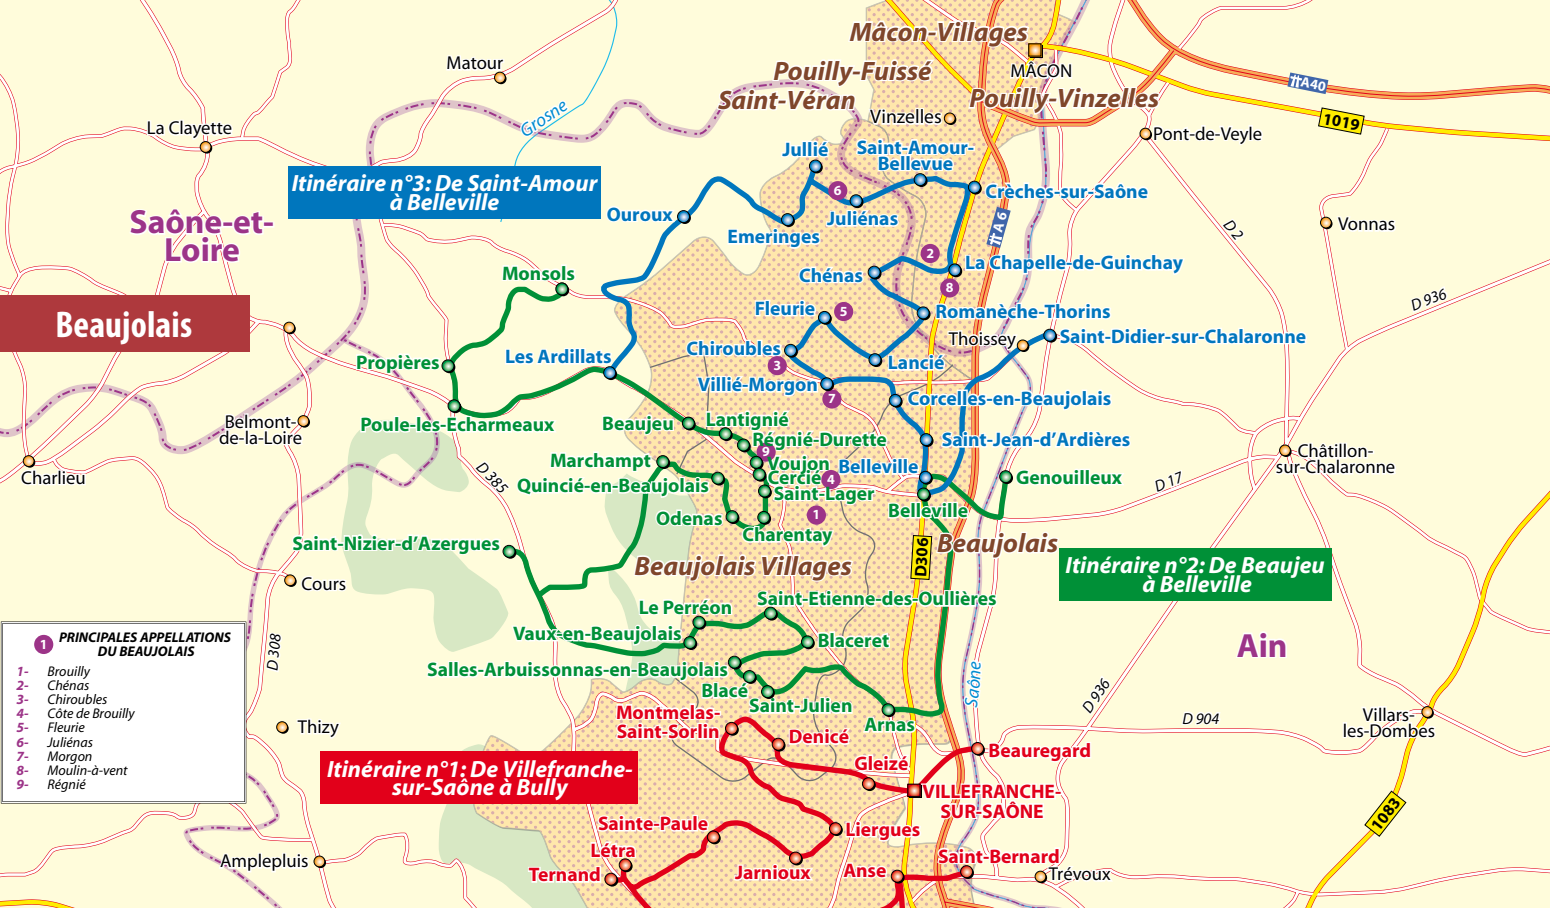 Mâcon-Villages
MÂCON
Matour
Pouilly-Fuissé
Saint-Véran
Pouilly-Vinzelles
A40
1019
Grosne
Vinzelles
Pont-de-Veyle
La Clayette
Jullié
Saint-Amour-
Bellevue
Itinéraire n°3: De Saint-Amour
à Belleville
6
Crèches-sur-Saône
Saône-et-
Loire
Ouroux
Juliénas
Emeringes
A 6
D 2
Vonnas
2
Monsols
Chénas
La Chapelle-de-Guinchay
8
D 936
Beaujolais
Fleurie
5
Romanèche-Thorins
Thoissey
Saint-Didier-sur-Chalaronne
Propières
Les Ardillats
Chiroubles
3
Lancié
Villié-Morgon
7
Corcelles-en-Beaujolais
Belmont-
de-la-Loire
Poule-les-Echarmeaux
Beaujeu
Lantignié
Régnié-Durette
9
Saint-Jean-d'Ardières
Charlieu
D 385
Marchampt
Voujon
Belleville
Cercié
4
Quincié-en-Beaujolais
Saint-Lager
Genouilleux
D 17
Châtillon-
sur-Chalaronne
Belleville
Odenas
1
Charentay
Saint-Nizier-d'Azergues
D306
Beaujolais
Beaujolais Villages
Itinéraire n°2: De Beaujeu
à Belleville
Cours
Saint-Etienne-des-Oullières
Le Perréon
Vaux-en-Beaujolais
Blaceret
Ain
1
PRINCIPALES APPELLATIONS
DU BEAUJOLAIS
1- Brouilly
2- Chénas
3- Chiroubles
4- Côte de Brouilly
5- Fleurie
6- Juliénas
7- Morgon
8- Moulin-à-vent
9- Régnié
D 308
Salles-Arbuissonnas-en-Beaujolais
Blacé
Saint-Julien
Arnas
Saône
D 936
D 904
Villars-
les-Dombes
Thizy
Montmelas-
Saint-Sorlin
Denicé
Beauregard
Itinéraire n°1: De Villefranche-
sur-Saône à Bully
Gleizé
VILLEFRANCHE-
SUR-SAÔNE
1083
Sainte-Paule
Liergues
Létra
Amplepluis
Ternand
Jarnioux
Anse
Saint-Bernard
Trévoux